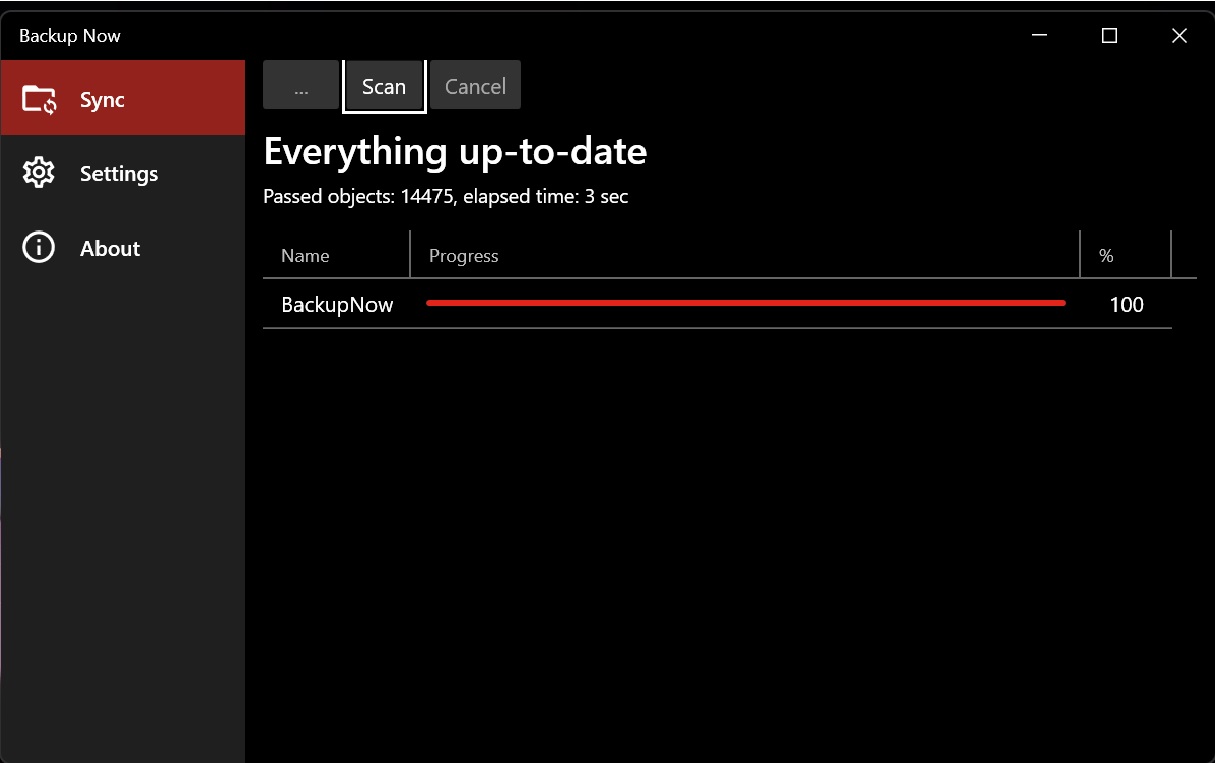 Backup Now
Sync
Settings
About
... Scan Cancel
Everything up-to-date
Passed objects: 14475, elapsed time: 3 sec
Name Progress %
BackupNow 100